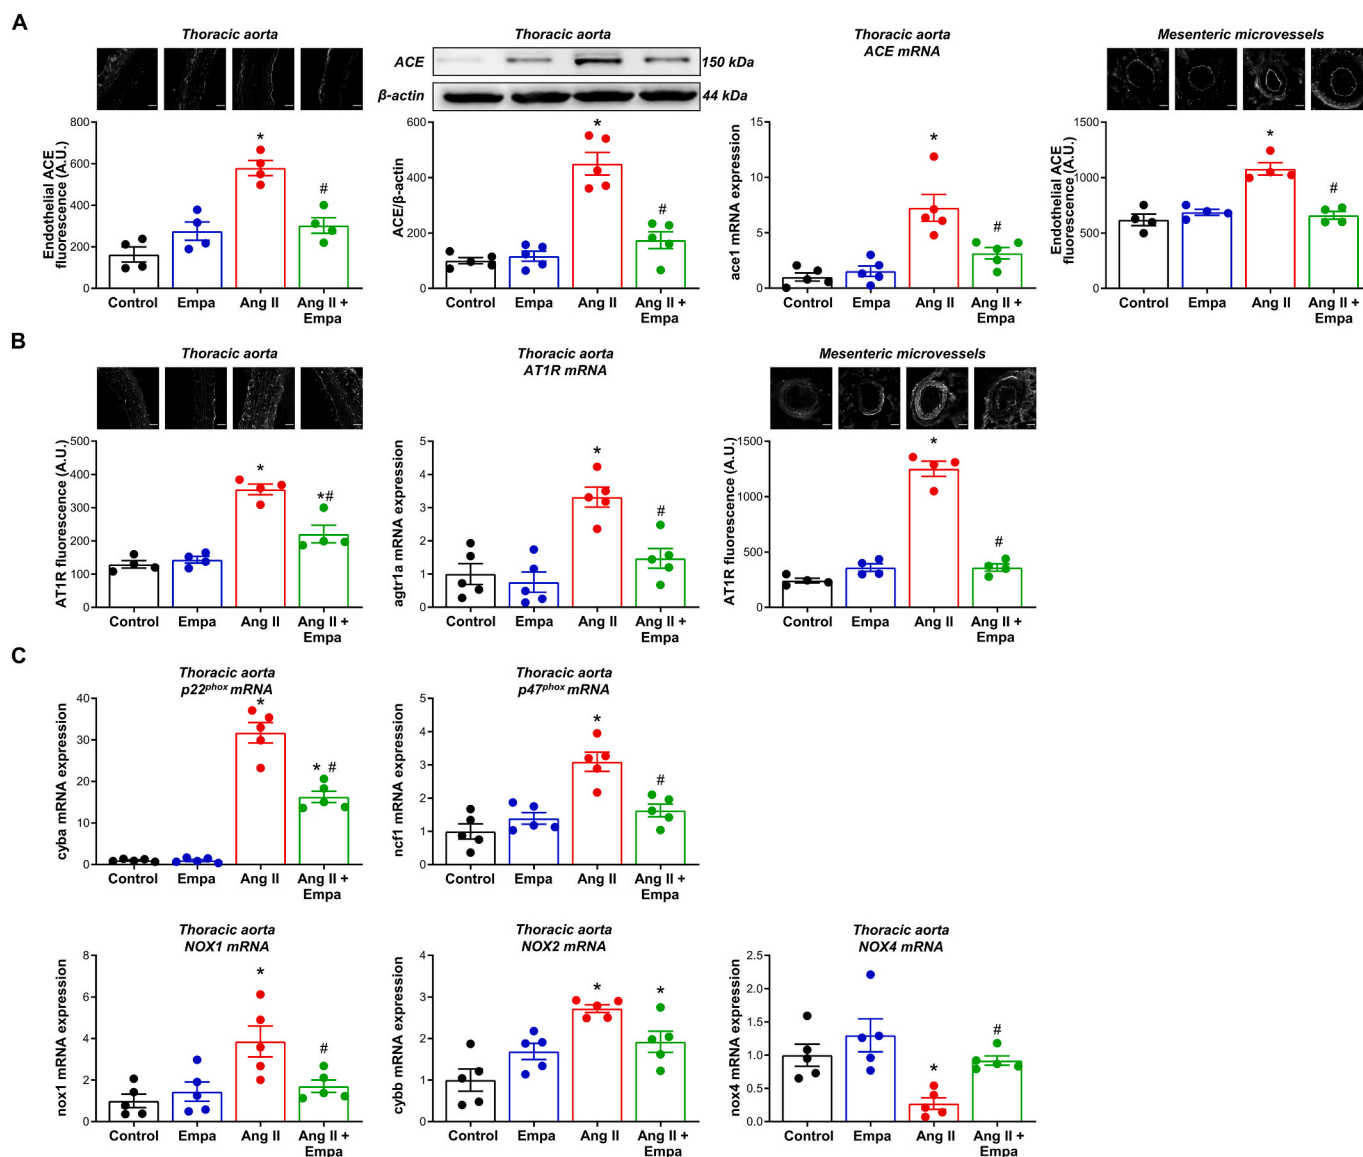 A
Thoracic aorta
Endothelial ACE
fluorescence (A.U.)
800
600
400
200
0
*
#
Control
Empa
Ang II
Ang II +
Empa
Thoracic aorta
ACE
150 kDa
β-actin
44 kDa
ACE/β-actin
600
400
200
0
*
#
Control
Empa
Ang II
Ang II +
Empa
Thoracic aorta
ACE mRNA
ace1 mRNA expression
15
10
5
0
*
#
Control
Empa
Ang II
Ang II +
Empa
Mesenteric microvessels
Endothelial ACE
fluorescence (A.U.)
1500
1000
500
0
*
#
Control
Empa
Ang II
Ang II +
Empa
B
Thoracic aorta
AT1R fluorescence (A.U.)
500
400
300
200
100
0
*
*#
Control
Empa
Ang II
Ang II +
Empa
Thoracic aorta
AT1R mRNA
agtr1a mRNA expression
5
4
3
2
1
0
*
#
Control
Empa
Ang II
Ang II +
Empa
Mesenteric microvessels
AT1R fluorescence (A.U.)
1500
1000
500
0
*
#
Control
Empa
Ang II
Ang II +
Empa
C
Thoracic aorta
p22phox mRNA
cyba mRNA expression
40
30
20
10
0
*
* #
Control
Empa
Ang II
Ang II +
Empa
Thoracic aorta
p47phox mRNA
ncf1 mRNA expression
5
4
3
2
1
0
*
#
Control
Empa
Ang II
Ang II +
Empa
Thoracic aorta
NOX1 mRNA
nox1 mRNA expression
8
6
4
2
0
*
#
Control
Empa
Ang II
Ang II +
Empa
Thoracic aorta
NOX2 mRNA
cybb mRNA expression
4
3
2
1
0
*
*
Control
Empa
Ang II
Ang II +
Empa
Thoracic aorta
NOX4 mRNA
nox4 mRNA expression
2.5
2.0
1.5
1.0
0.5
0.0
*
#
Control
Empa
Ang II
Ang II +
Empa